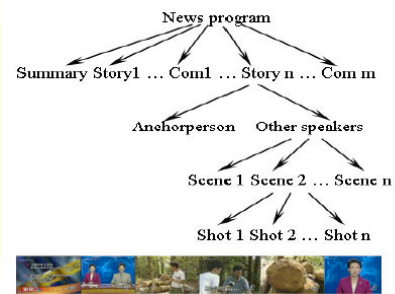 News program
Summary Story1 ... Com1 ... Story n ... Com m
Anchorperson Other speakers
Scene 1 Scene 2 ... Scene n
Shot 1 Shot 2 ... Shot n